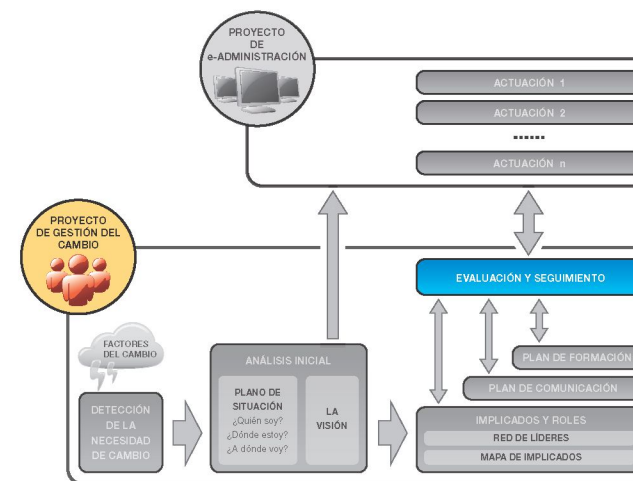 PROYECTO
DE
e-ADMINISTRACIÓN
ACTUACIÓN 1
ACTUACIÓN 2
......
ACTUACIÓN n
PROYECTO
DE GESTIÓN DEL
CAMBIO
EVALUACIÓN Y SEGUIMIENTO
FACTORES
DEL CAMBIO
DETECCIÓN
DE LA
NECESIDAD
DE CAMBIO
ANÁLISIS INICIAL
PLANO DE
SITUACIÓN
¿Quién soy?
¿Dónde estoy?
¿A dónde voy?
LA
VISIÓN
PLAN DE FORMACIÓN
PLAN DE COMUNICACIÓN
IMPLICADOS Y ROLES
RED DE LÍDERES
MAPA DE IMPLICADOS